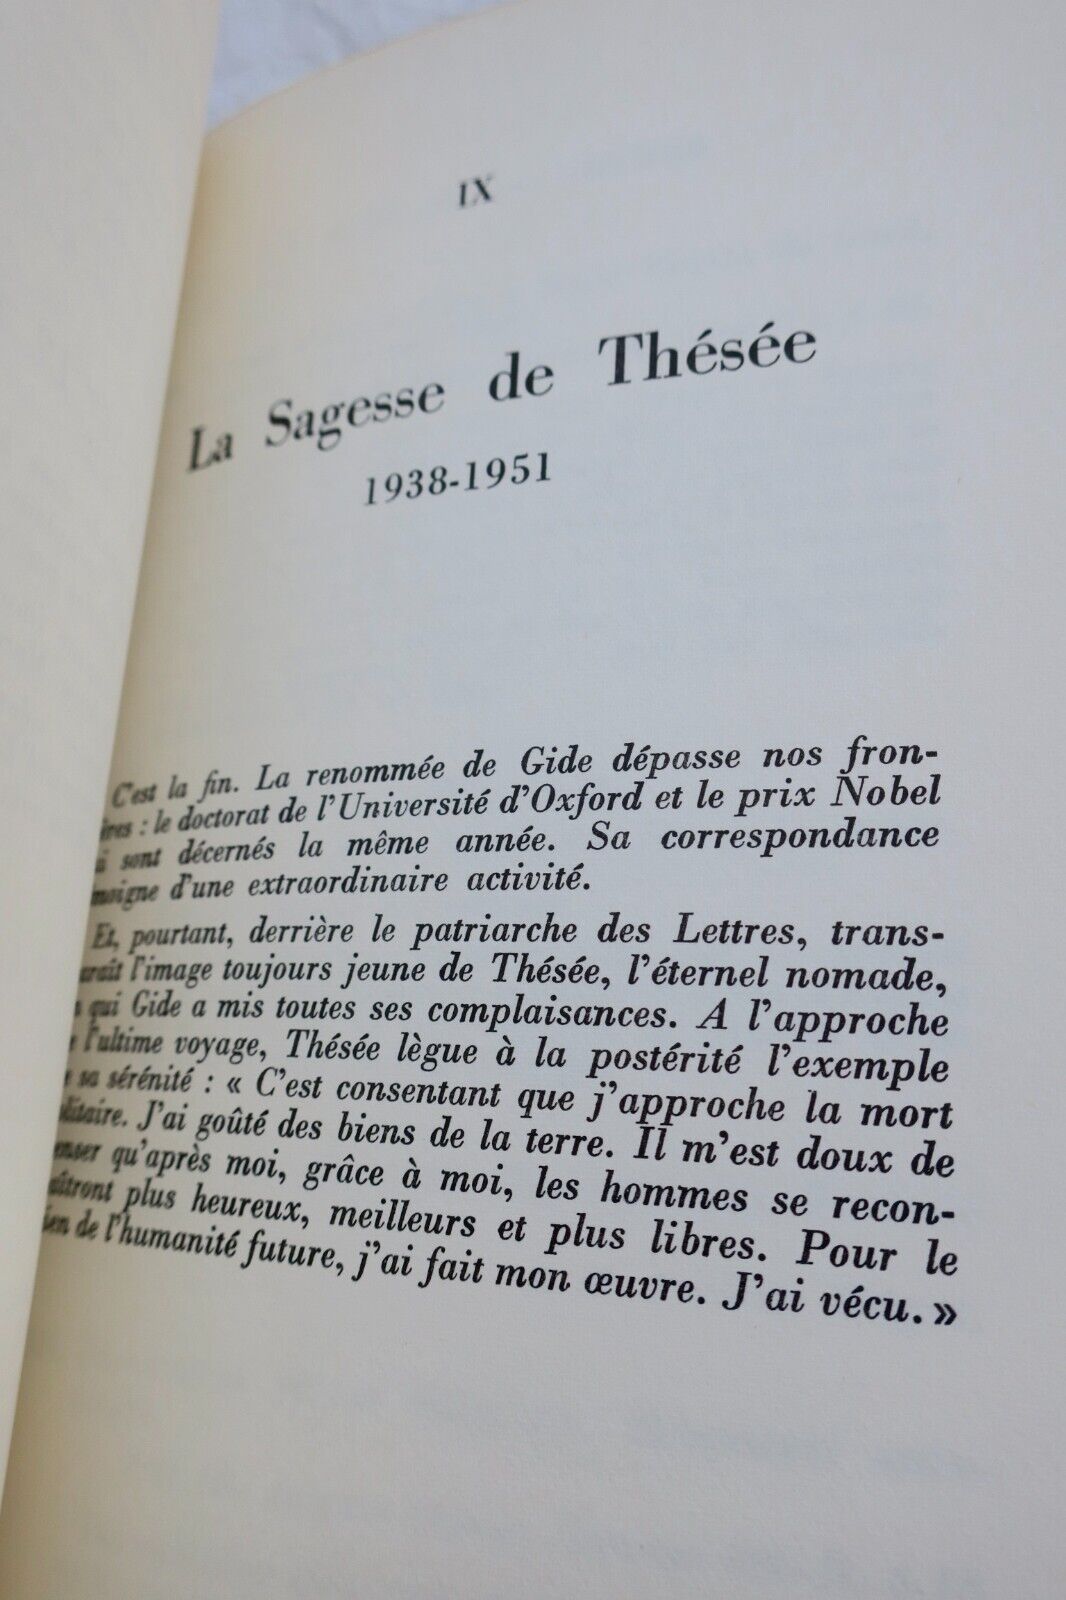 IX
La Sagesse de Thésée
1938-1951
C'est la fin. La renommée de Gide dépasse nos fron-
: le doctorat de l'Université d'Oxford et le prix Nobel
sont décernés la même année. Sa correspondance
d'une extraordinaire activité.
Et, pourtant, derrière le patriarche des Lettres, trans-
l'image toujours jeune de Thésée, l'éternel nomade,
qui Gide a mis toutes ses complaisances. A l'approche
l'ultime voyage, Thésée lègue à la postérité l'exemple
sa sérénité : « C'est consentant que j'approche la mort
J'ai goûté des biens de la terre. Il m'est doux de
qu'après moi, grâce à moi, les hommes se recon-
plus heureux, meilleurs et plus libres. Pour le
de l'humanité future, j'ai fait mon œuvre. J'ai vécu. »